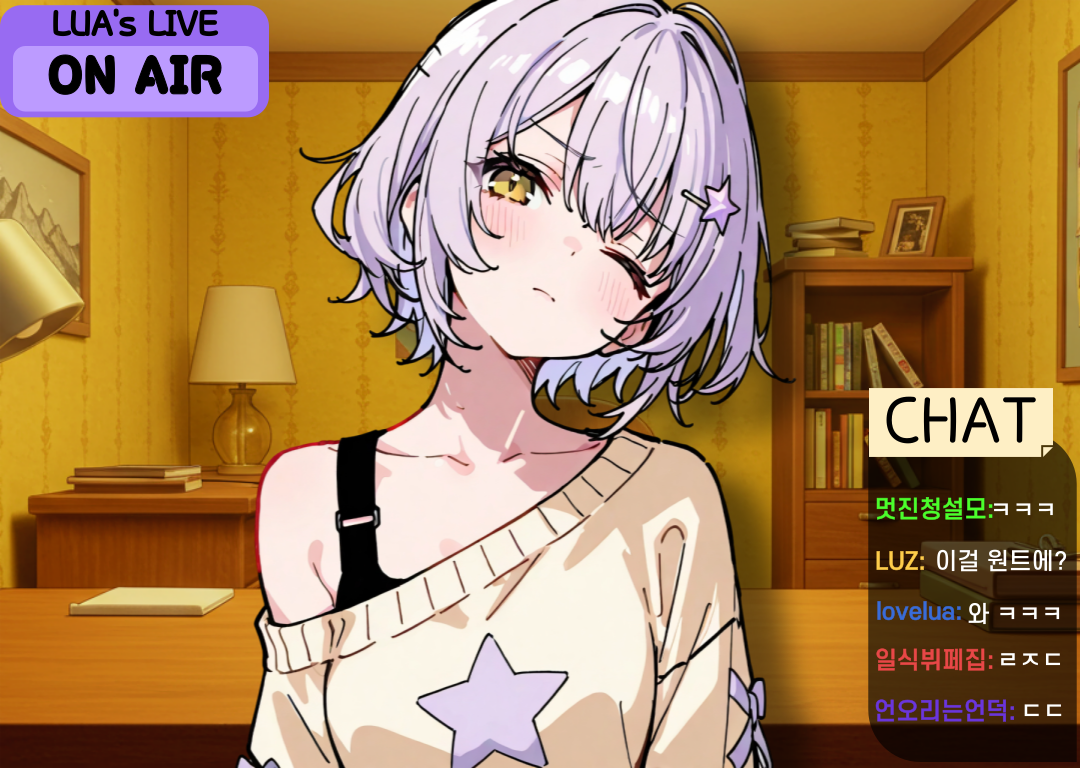 LUA's LIVE
ON AIR
CHAT
멋진청설모:ㅋㅋㅋ
LUZ: 이걸 원트에?
lovelua: 와 ㅋㅋㅋ
일식뷔페집: ㄹㅈㄷ
언오리는언덕: ㄷㄷ